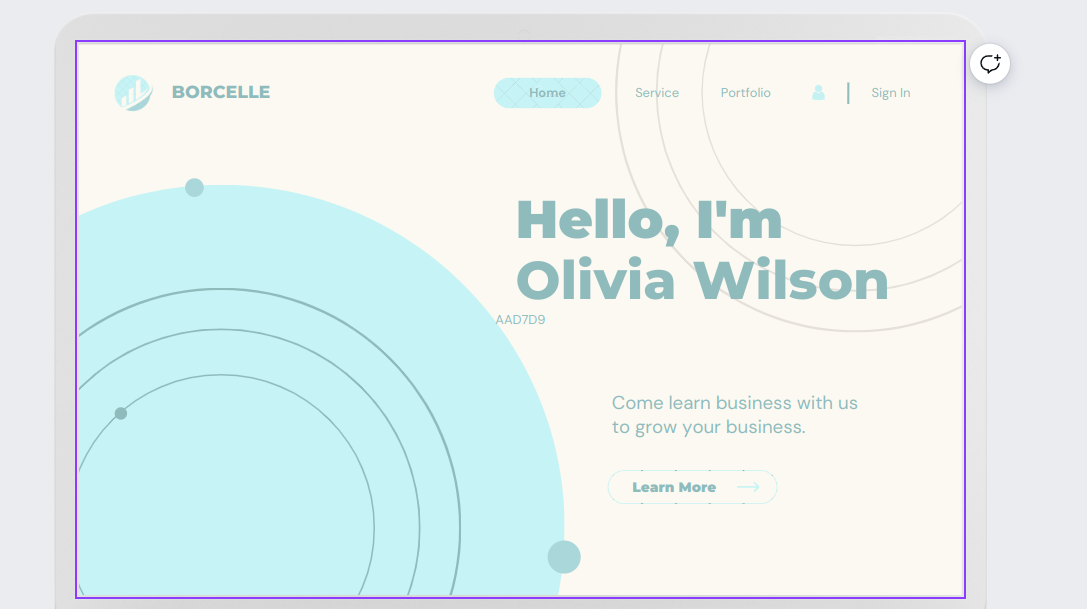 BORCELLE
Home
Service
Portfolio
Sign In
Hello, I'm
Olivia Wilson
AAD7D9
Come learn business with us
to grow your business.
Learn More